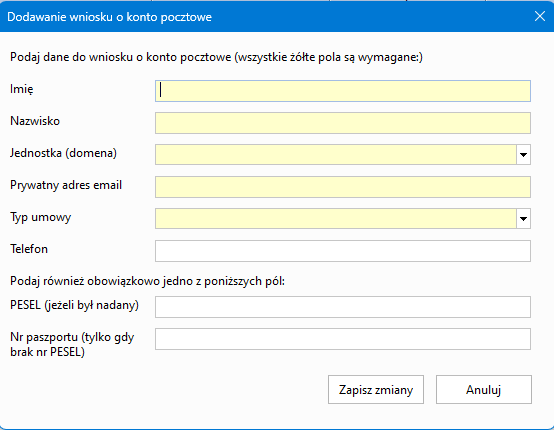 Dodawanie wniosku o konto pocztowe
Podaj dane do wniosku o konto pocztowe (wszystkie żółte pola są wymagane:)
Imię
Nazwisko
Jednostka (domena)
Prywatny adres email
Typ umowy
Telefon
Podaj również obowiązkowo jedno z poniższych pól:
PESEL (jeżeli był nadany)
Nr paszportu (tylko gdy
brak nr PESEL)
Zapisz zmiany Anuluj